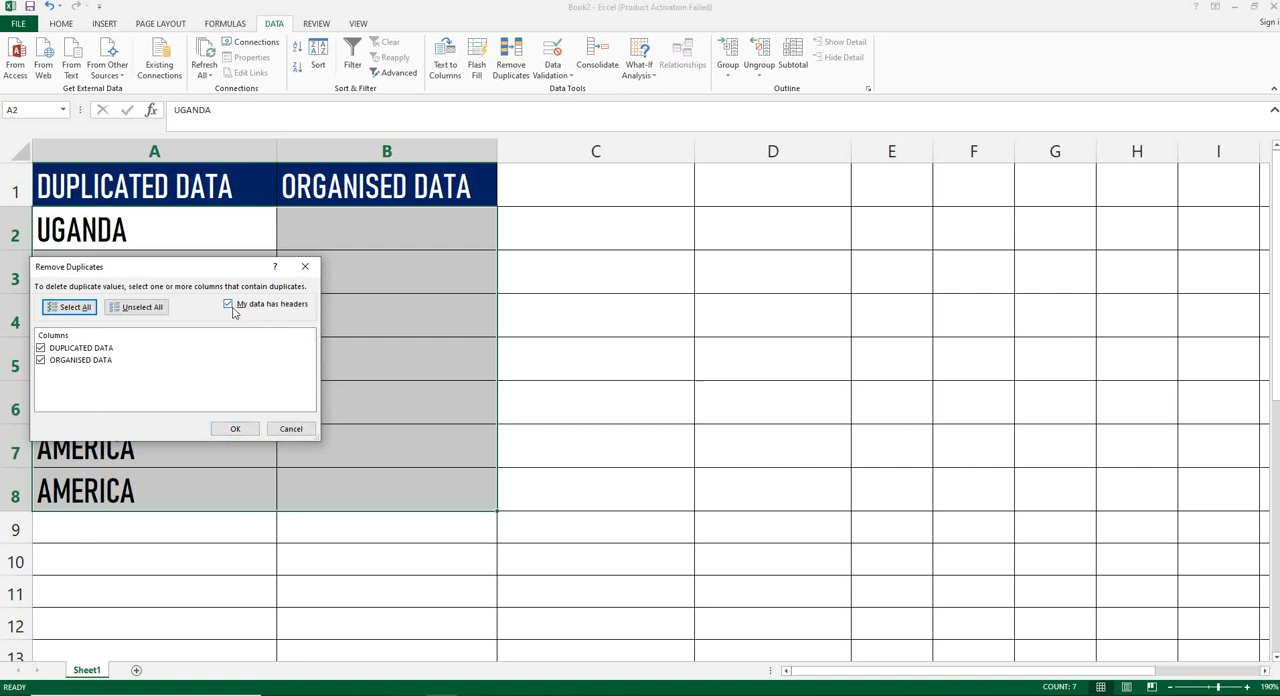 Book2 - Excel (Product Activation Failed)
FILE HOME INSERT PAGE LAYOUT FORMULAS DATA REVIEW VIEW Sign i
From Access
From Web
From Text
From Other Sources
Existing Connections
Get External Data
Refresh All
Connections
Properties
Edit Links
Connections
Sort
Filter
Clear
Reapply
Advanced
Sort & Filter
Text to Columns
Flash Fill
Remove Duplicates
Data Validation
Consolidate
What-If Analysis
Relationships
Data Tools
Group
Ungroup
Subtotal
Show Detail
Hide Detail
Outline
A2 fx UGANDA
A B C D E F G H I
1 DUPLICATED DATA ORGANISED DATA
2 UGANDA
3
4
5
6
7 AMERICA
8 AMERICA
9
10
11
12
13
Remove Duplicates ?
To delete duplicate values, select one or more columns that contain duplicates.
Select All Unselect All My data has headers
Columns
DUPLICATED DATA
ORGANISED DATA
OK Cancel
Sheet1
READY COUNT: 7 190%